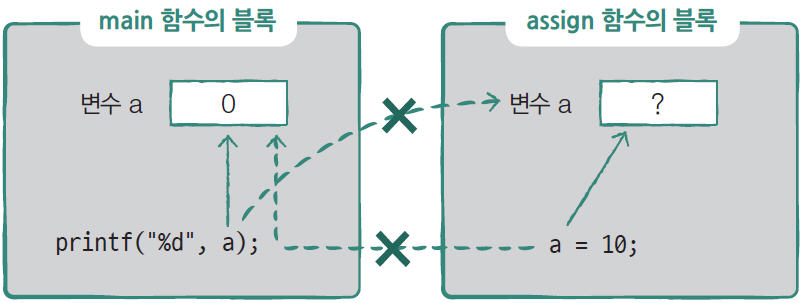 main 함수의 블록
변수 a
0
printf("%d", a);
assign 함수의 블록
변수 a
?
a = 10;